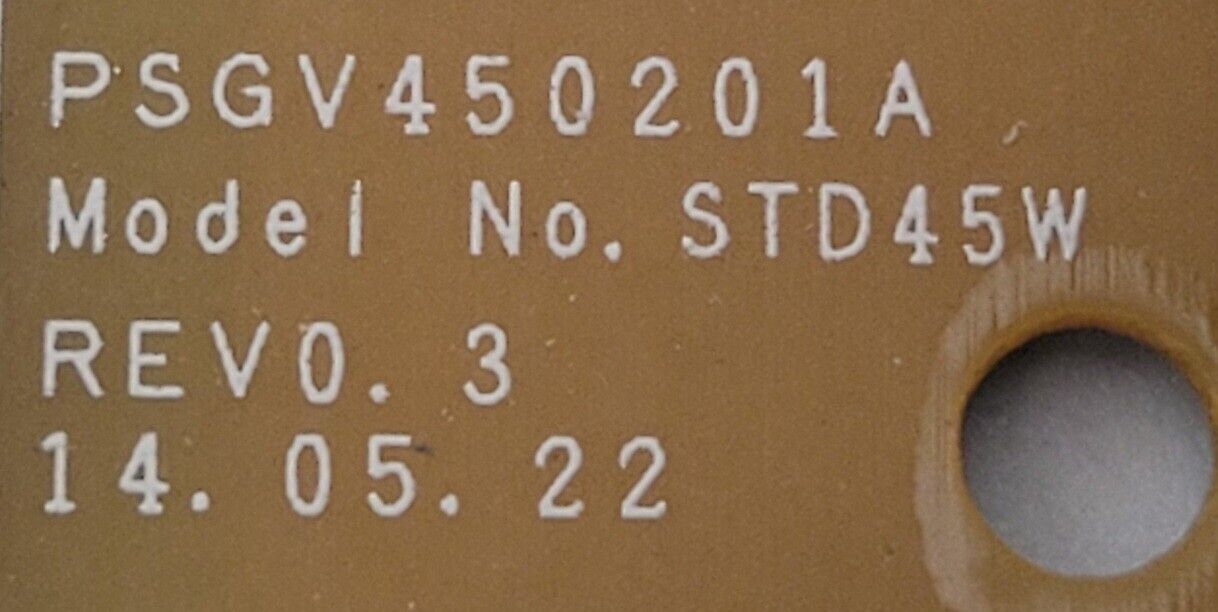 PSGV450201A
Model No. STD45W
REV0. 3
14. 05. 22